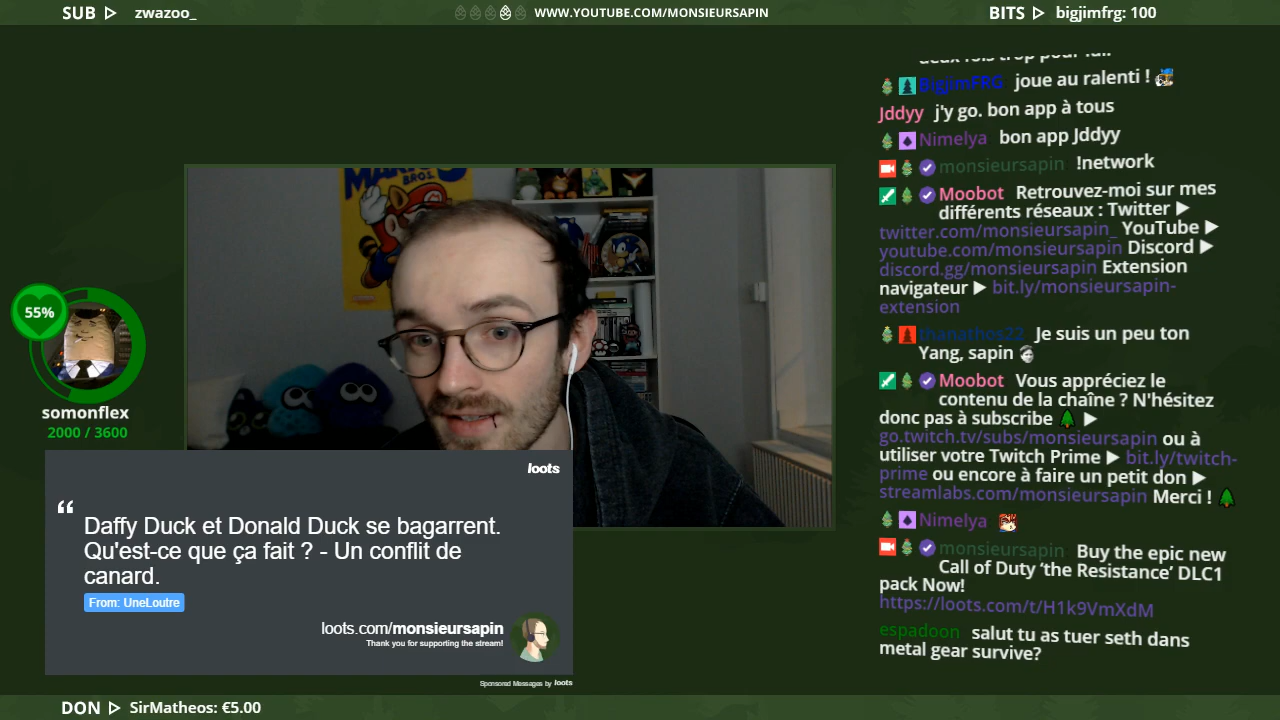 SUB zwazoo_
WWW.YOUTUBE.COM/MONSIEURSAPIN
BITS bigjimfrg: 100
BROS.
55%
somonflex
2000 / 3600
loots
“
Daffy Duck et Donald Duck se bagarrent.
Qu'est-ce que ça fait ? - Un conflit de
canard.
From: UneLoutre
loots.com/monsieursapin
Thank you for supporting the stream!
Sponsored Messages by loots
BigjimFRG joue au ralenti !
Jddyy j'y go. bon app à tous
Nimelya bon app Jddyy
monsieursapin !network
Moobot Retrouvez-moi sur mes
différents réseaux : Twitter ▶
twitter.com/monsieursapin_ YouTube ▶
youtube.com/monsieursapin Discord ▶
discord.gg/monsieursapin Extension
navigateur ▶ bit.ly/monsieursapin-
extension
thanathos22 Je suis un peu ton
Yang, sapin
Moobot Vous appréciez le
contenu de la chaîne ? N'hésitez
donc pas à subscribe 🌲 ▶
go.twitch.tv/subs/monsieursapin ou à
utiliser votre Twitch Prime ▶ bit.ly/twitch-
prime ou encore à faire un petit don ▶
streamlabs.com/monsieursapin Merci ! 🌲
Nimelya
monsieursapin Buy the epic new
Call of Duty ‘the Resistance’ DLC1
pack Now!
https://loots.com/t/H1k9VmXdM
espadoon salut tu as tuer seth dans
metal gear survive?
DON SirMatheos: €5.00